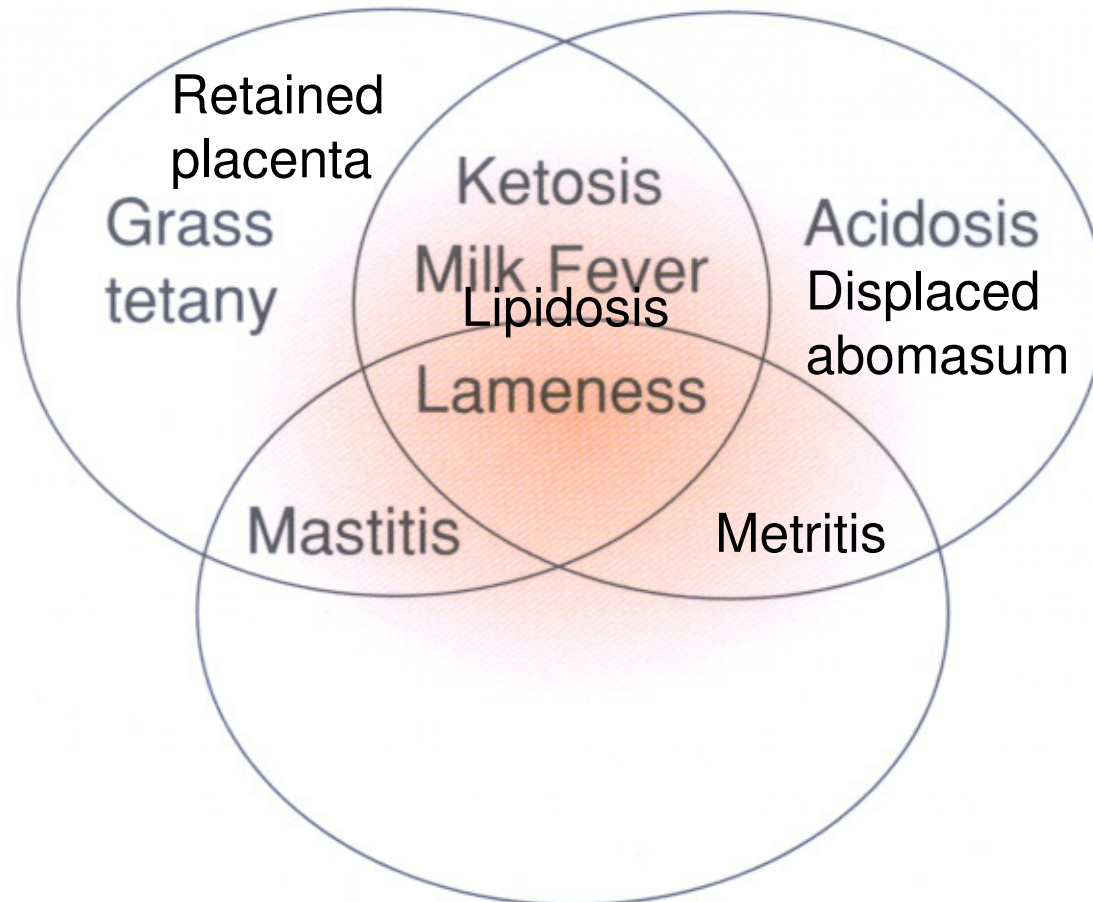 Retained
placenta
Grass
tetany
Ketosis
Milk Fever
Lipidosis
Lameness
Acidosis
Displaced
abomasum
Mastitis
Metritis